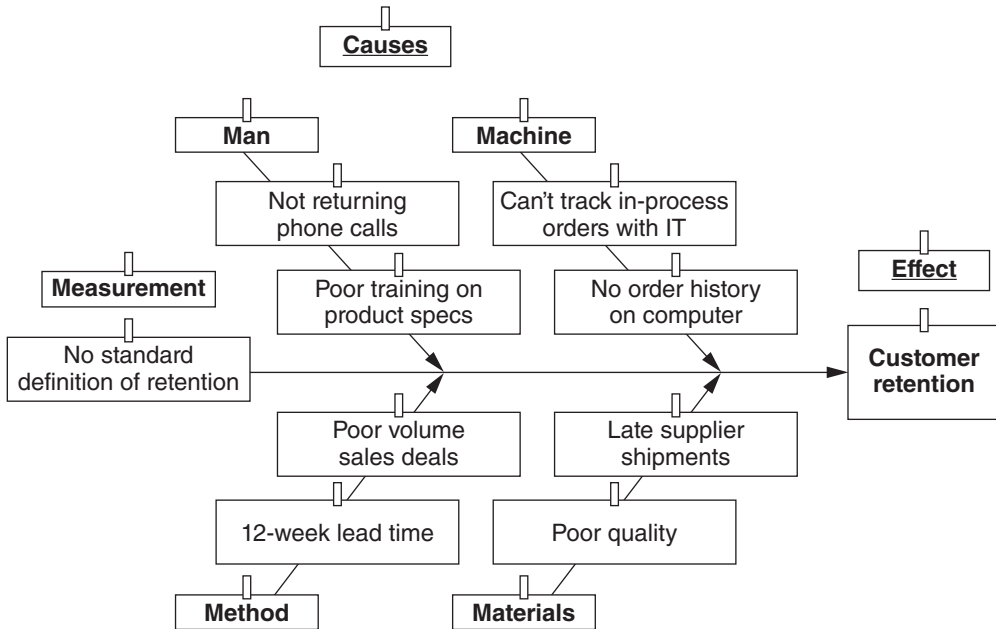 Causes
Man
Machine
Not returning
phone calls
Can't track in-process
orders with IT
Measurement
Poor training on
product specs
No order history
on computer
Effect
No standard
definition of retention
Customer
retention
Poor volume
sales deals
Late supplier
shipments
12-week lead time
Poor quality
Method
Materials